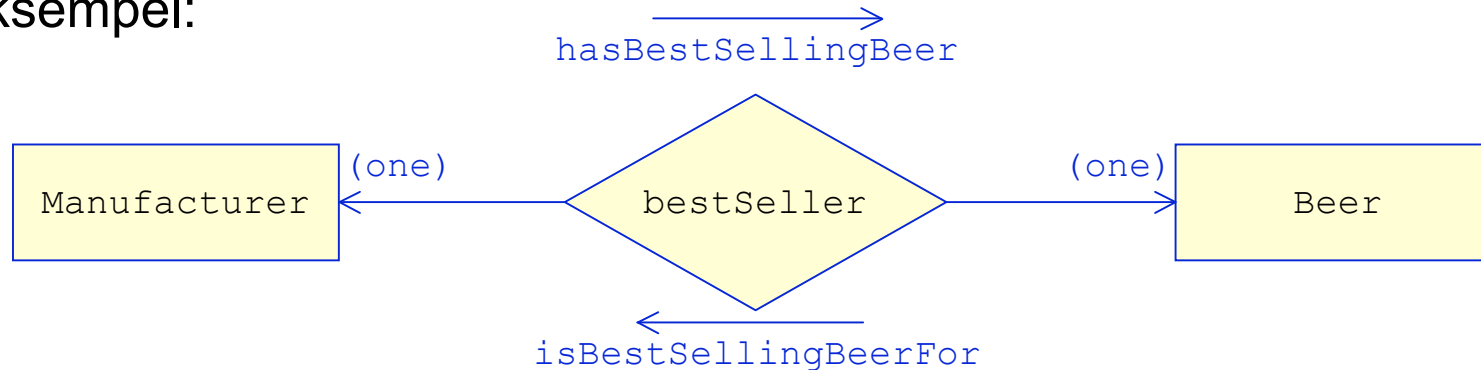 ksempel:
hasBestSellingBeer
(one) (one)
Manufacturer bestSeller Beer
isBestSellingBeerFor